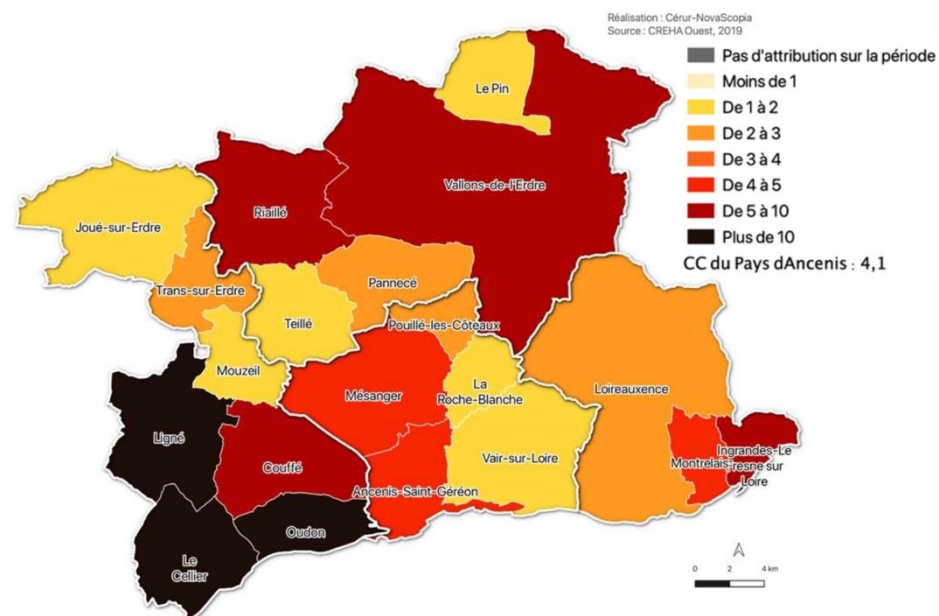 Réalisation : Cérur-NovaScopia
Source : CREHA Ouest, 2019
Pas d'attribution sur la période
Moins de 1
De 1 à 2
De 2 à 3
De 3 à 4
De 4 à 5
De 5 à 10
Plus de 10
CC du Pays dAncenis : 4,1
Le Pin
Vallons-de-l'Erdre
Riaillé
Joué-sur-Erdre
Trans-sur-Erdre
Pannecé
Teillé
Pouillé-les-Côteaux
Mouzeil
La
Roche-Blanche
Mésanger
Loireauxence
Ligné
Couffé
Vair-sur-Loire
Ingrandes-Le
Montrelais
resne sur
Loire
Ancenis-Saint-Géréon
Oudon
Le
Cellier
0 2 4 km